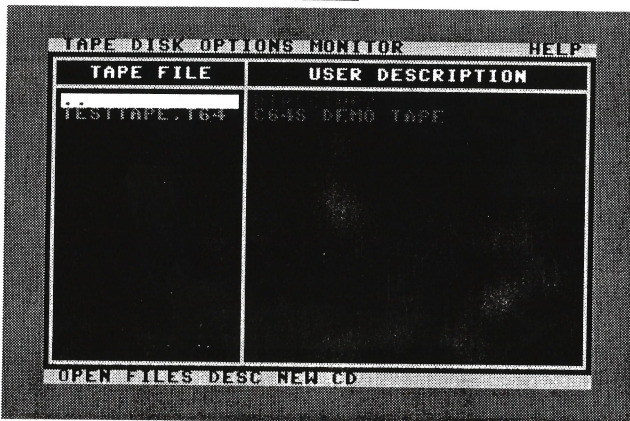 TAPE DISK OPTIONS MONITOR HELP
TAPE FILE USER DESCRIPTION
..
TESTTAPE.T64 C64S DEMO TAPE
OPEN FILES DESC NEW CD